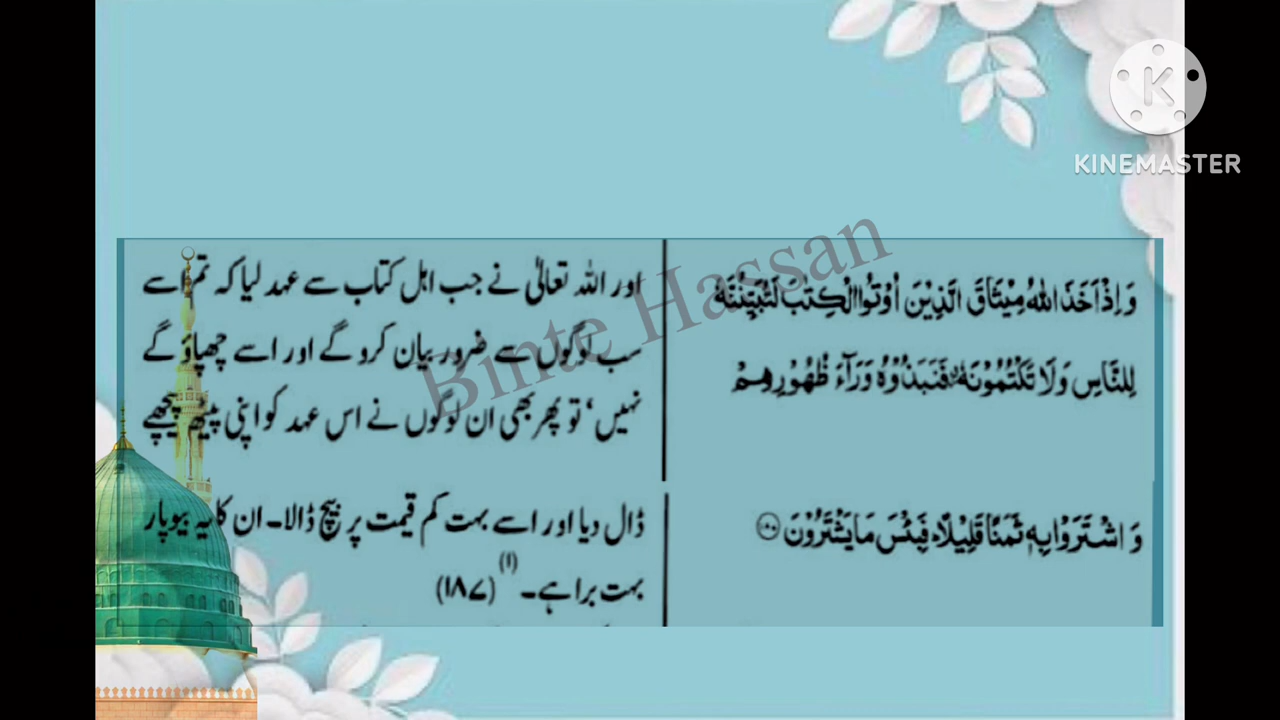 KINEMASTER
وَاِذْ اَخَذَ اللهُ مِيْثَاقَ الَّذِيْنَ اُوْتُوا الْكِتٰبَ لَتُبَيِّنُنَّهٗ
لِلنَّاسِ وَلَا تَكْتُمُوْنَهٗ فَنَبَذُوْهُ وَرَآءَ ظُهُوْرِهِمْ
وَاشْتَرَوْا بِهٖ ثَمَنًا قَلِيْلًا فَبِئْسَ مَا يَشْتَرُوْنَ
اور اللہ تعالیٰ نے جب اہل کتاب سے عہد لیا کہ تم اسے
سب لوگوں سے ضرور بیان کرو گے اور اسے چھپاؤ گے
نہیں، تو پھر بھی ان لوگوں نے اس عہد کو اپنی پیٹھ پیچھے
ڈال دیا اور اسے بہت کم قیمت پر بیچ ڈالا۔ ان کا یہ بیوپار
بہت برا ہے۔ (۱) (۱۸۷)
Binte Hassan